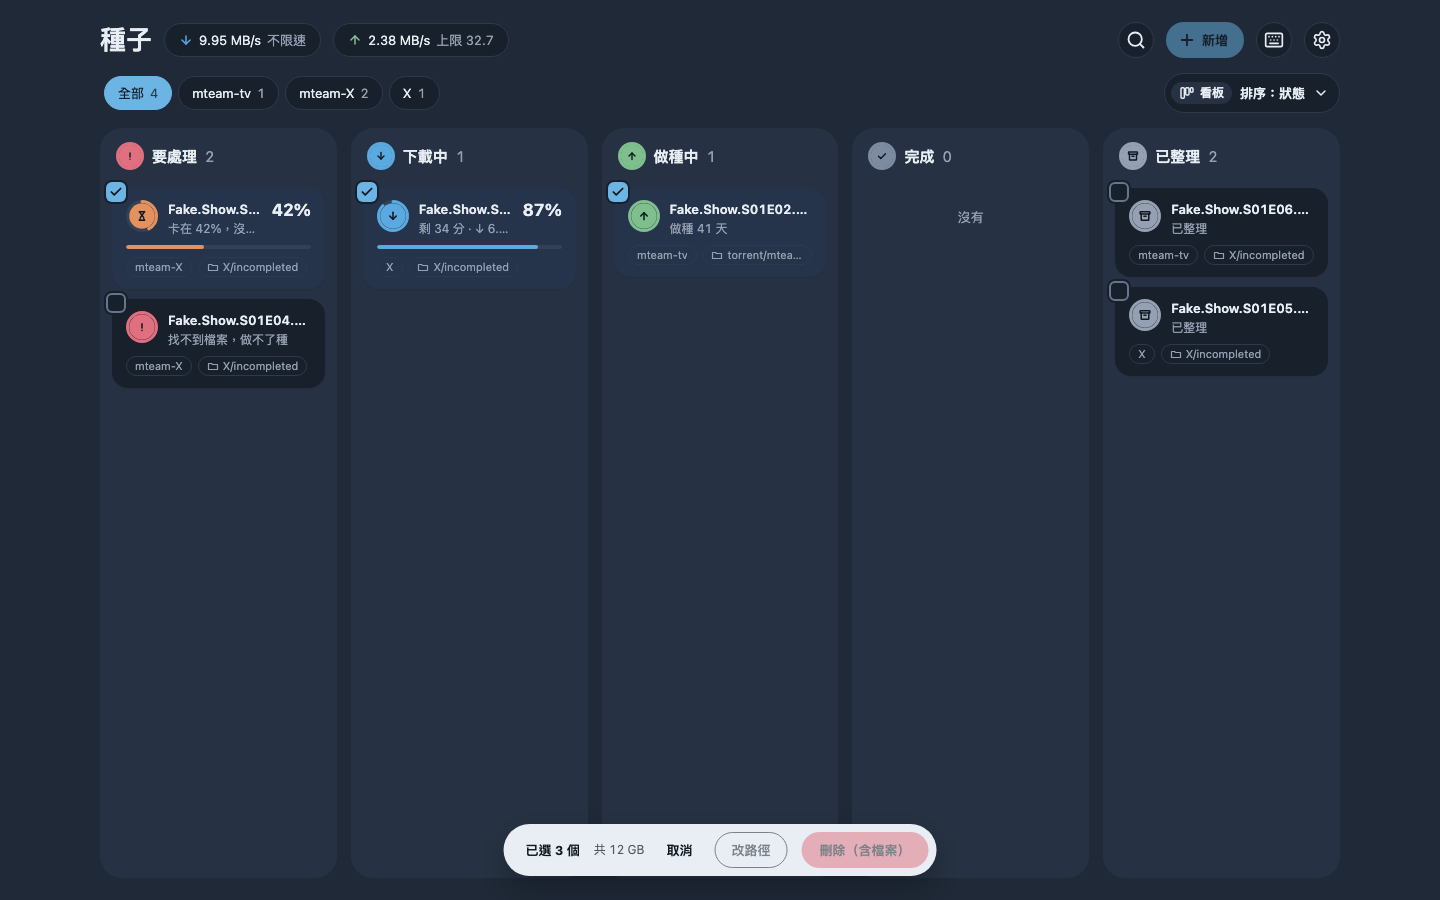 種子
9.95 MB/s 不限速
2.38 MB/s 上限 32.7
新增
全部 4
mteam-tv 1
mteam-X 2
X 1
看板 排序：狀態
要處理 2
Fake.Show.S... 42%
卡在 42%，沒...
mteam-X X/incompleted
Fake.Show.S01E04....
找不到檔案，做不了種
mteam-X X/incompleted
下載中 1
Fake.Show.S... 87%
剩 34 分 · ↓ 6....
X X/incompleted
做種中 1
Fake.Show.S01E02....
做種 41 天
mteam-tv torrent/mtea...
完成 0
沒有
已整理 2
Fake.Show.S01E06....
已整理
mteam-tv X/incompleted
Fake.Show.S01E05....
已整理
X X/incompleted
已選 3 個 共 12 GB 取消 改路徑 刪除（含檔案）